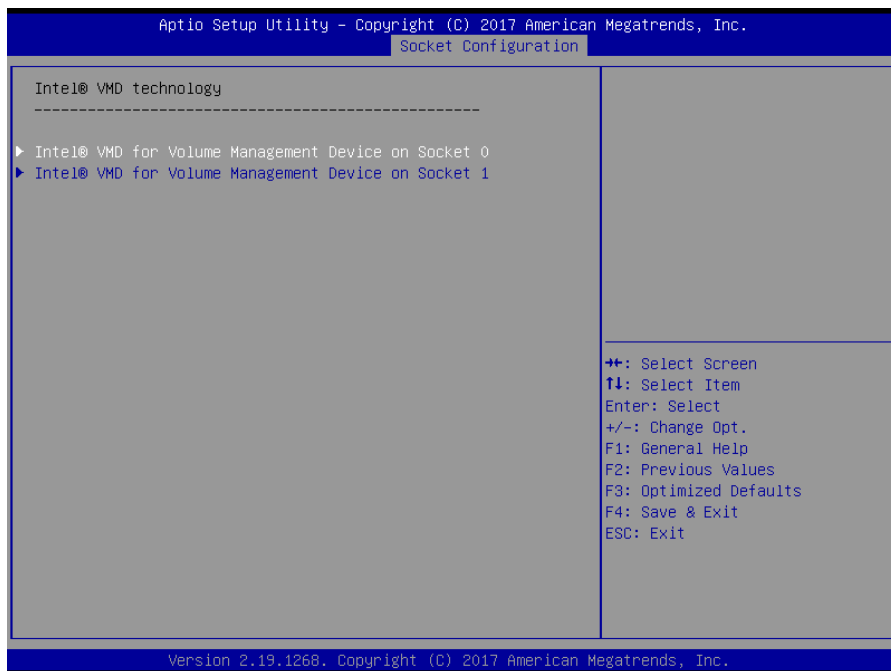 Aptio Setup Utility – Copyright (C) 2017 American Megatrends, Inc.
Socket Configuration
Intel® VMD technology
--------------------------------------------------
Intel® VMD for Volume Management Device on Socket 0
Intel® VMD for Volume Management Device on Socket 1
→←: Select Screen
↑↓: Select Item
Enter: Select
+/-: Change Opt.
F1: General Help
F2: Previous Values
F3: Optimized Defaults
F4: Save & Exit
ESC: Exit
Version 2.19.1268. Copyright (C) 2017 American Megatrends, Inc.